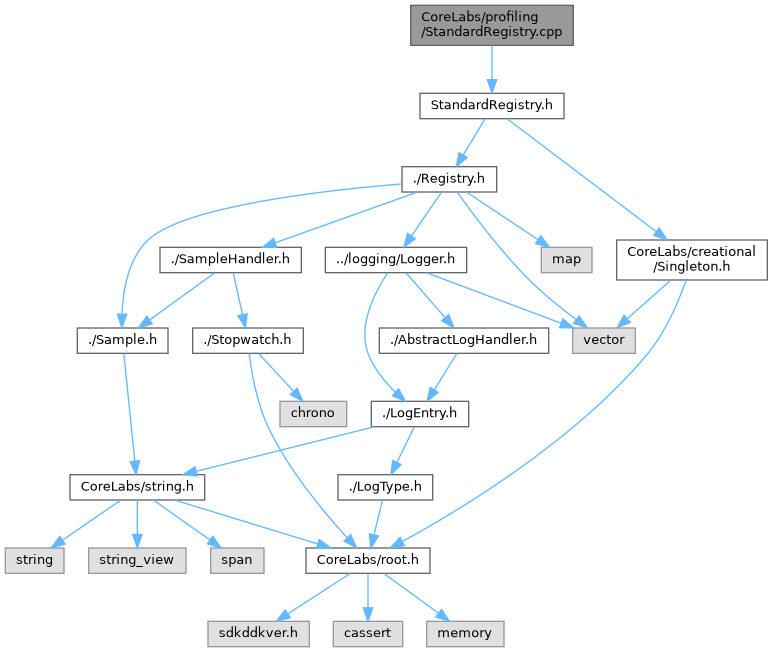 CoreLabs/profiling
/StandardRegistry.cpp
StandardRegistry.h
./Registry.h
./SampleHandler.h
../logging/Logger.h
map
CoreLabs/creational
/Singleton.h
./Sample.h
./Stopwatch.h
./AbstractLogHandler.h
vector
chrono
./LogEntry.h
CoreLabs/string.h
./LogType.h
string
string_view
span
CoreLabs/root.h
sdkddkver.h
cassert
memory